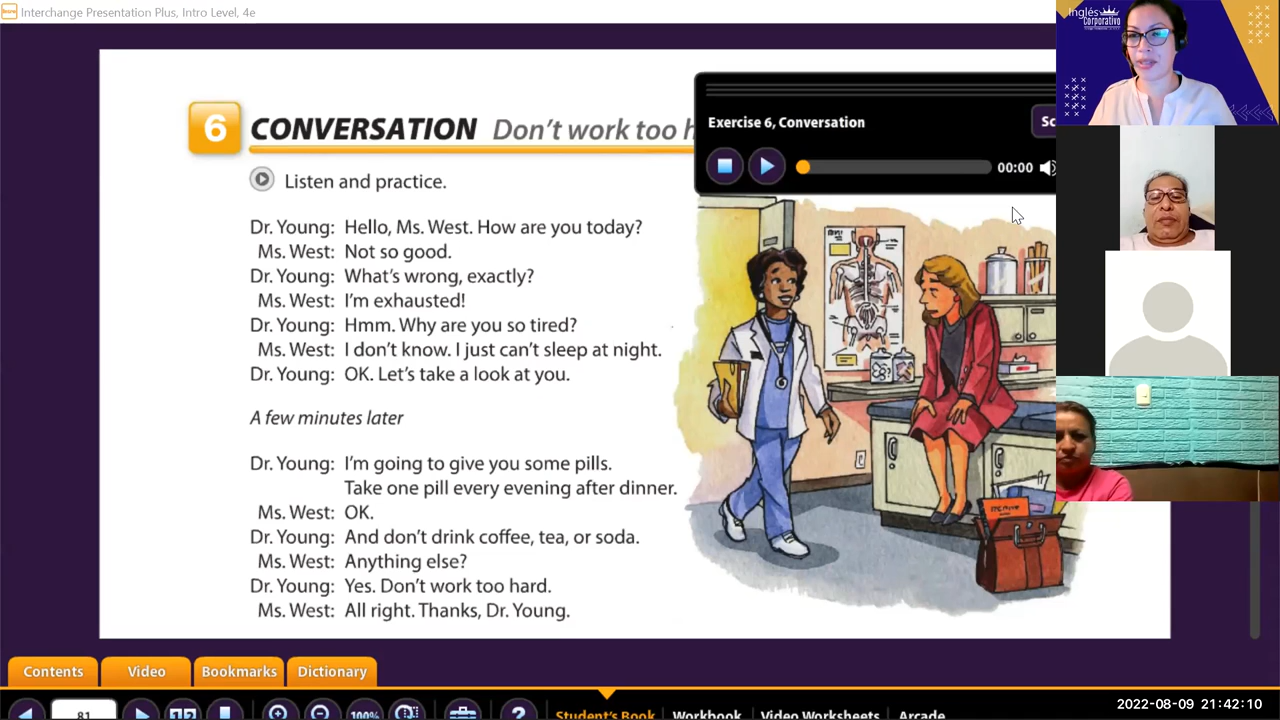 Interchange Presentation Plus, Intro Level, 4e
Inglés
Corporativo
6 CONVERSATION Don't work too h
Exercise 6, Conversation
Sc
00:00
Listen and practice.
Dr. Young: Hello, Ms. West. How are you today?
Ms. West: Not so good.
Dr. Young: What's wrong, exactly?
Ms. West: I'm exhausted!
Dr. Young: Hmm. Why are you so tired?
Ms. West: I don't know. I just can't sleep at night.
Dr. Young: OK. Let's take a look at you.
A few minutes later
Dr. Young: I'm going to give you some pills.
Take one pill every evening after dinner.
Ms. West: OK.
Dr. Young: And don't drink coffee, tea, or soda.
Ms. West: Anything else?
Dr. Young: Yes. Don't work too hard.
Ms. West: All right. Thanks, Dr. Young.
Contents Video Bookmarks Dictionary
81 100% ? Student's Book Workbook Video Worksheets Arcade
2022-08-09 21:42:10